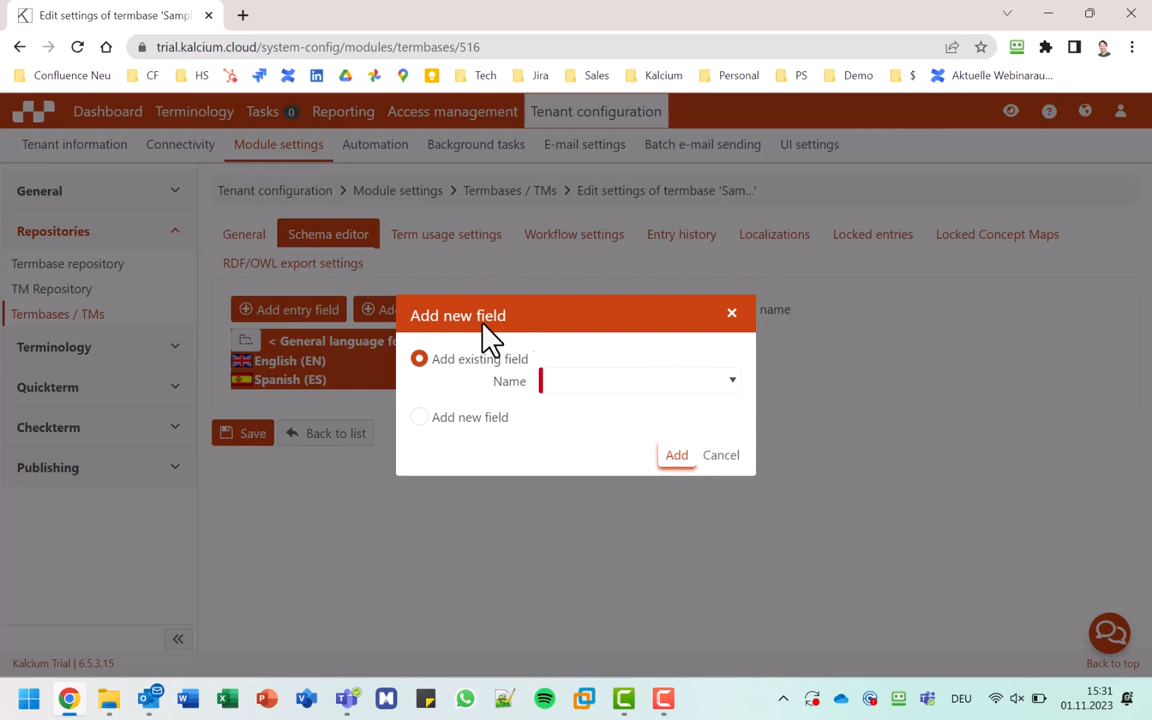 Edit settings of termbase 'Sampl
trial.kalcium.cloud/system-config/modules/termbases/516
Confluence Neu CF HS Tech Jira Sales Kalcium Personal PS Demo $ Aktuelle Webinarau...
Dashboard Terminology Tasks 0 Reporting Access management Tenant configuration
Tenant information Connectivity Module settings Automation Background tasks E-mail settings Batch e-mail sending UI settings
General
Repositories
Termbase repository
TM Repository
Termbases / TMs
Terminology
Quickterm
Checkterm
Publishing
Tenant configuration > Module settings > Termbases / TMs > Edit settings of termbase 'Sam...'
General Schema editor Term usage settings Workflow settings Entry history Localizations Locked entries Locked Concept Maps
RDF/OWL export settings
Add entry field Ad name
< General language fo
English (EN)
Spanish (ES)
Save Back to list
Add new field
Add existing field
Name
Add new field
Add Cancel
Kalcium Trial | 6.5.3.15
Back to top
DEU
15:31
01.11.2023